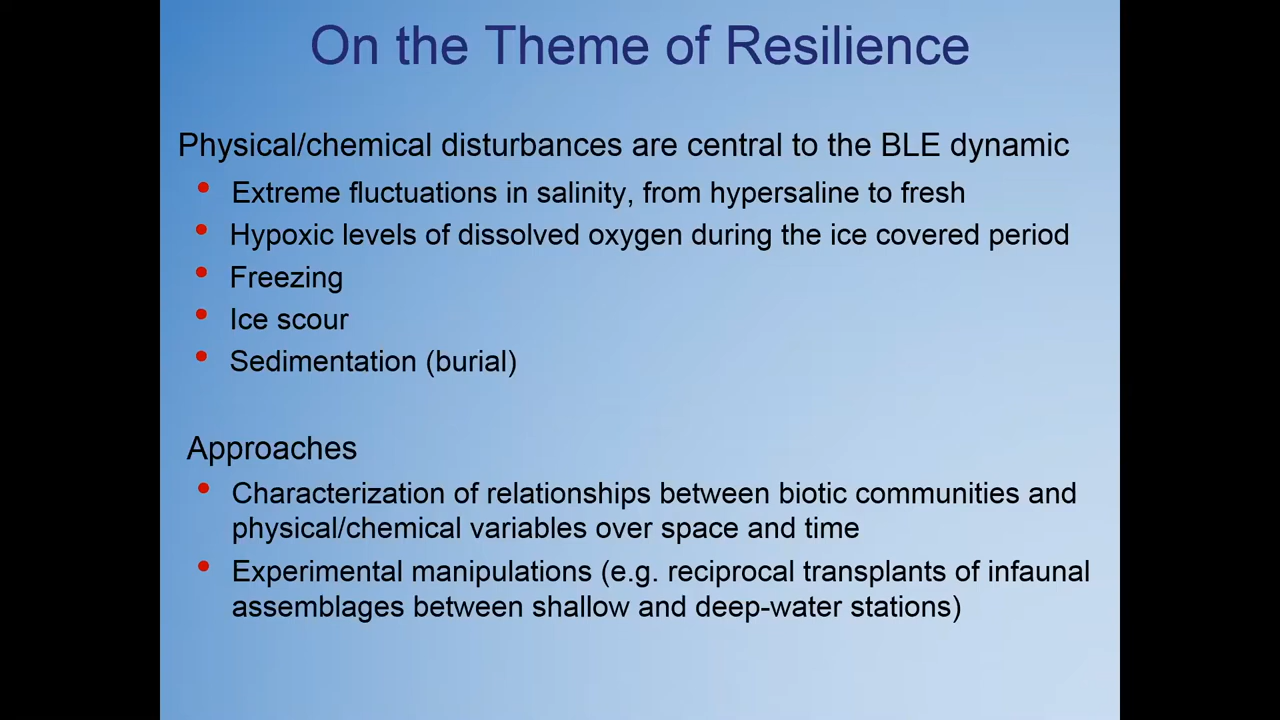 On the Theme of Resilience
Physical/chemical disturbances are central to the BLE dynamic
• Extreme fluctuations in salinity, from hypersaline to fresh
• Hypoxic levels of dissolved oxygen during the ice covered period
• Freezing
• Ice scour
• Sedimentation (burial)
Approaches
• Characterization of relationships between biotic communities and
physical/chemical variables over space and time
• Experimental manipulations (e.g. reciprocal transplants of infaunal
assemblages between shallow and deep-water stations)